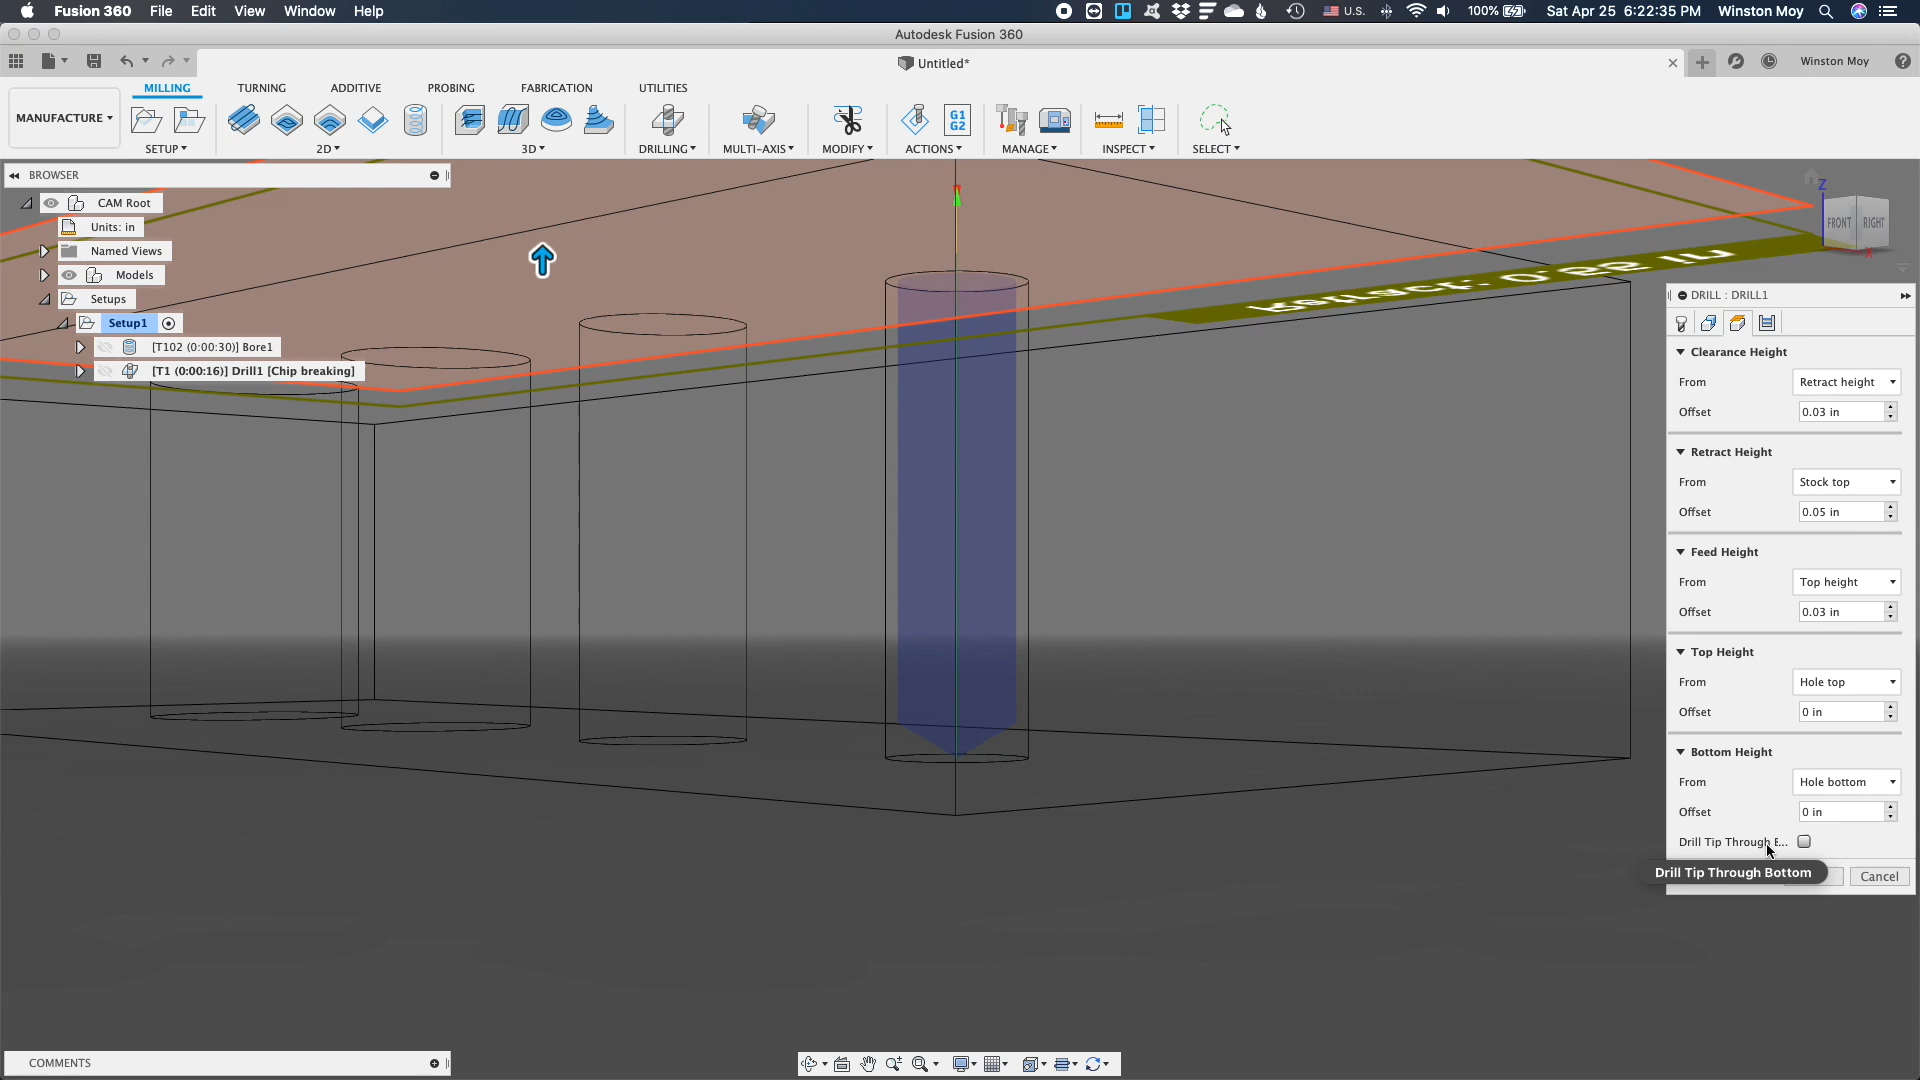 Fusion 360 File Edit View Window Help
U.S. 100% Sat Apr 25 6:22:35 PM Winston Moy
Autodesk Fusion 360
Untitled*
Winston Moy
MILLING TURNING ADDITIVE PROBING FABRICATION UTILITIES
MANUFACTURE
G1
G2
SETUP 2D 3D DRILLING MULTI-AXIS MODIFY ACTIONS MANAGE INSPECT SELECT
BROWSER
CAM Root
Units: in
Named Views
Models
Setups
Setup1
[T102 (0:00:30)] Bore1
[T1 (0:00:16)] Drill1 [Chip breaking]
Z
FRONT RIGHT
X
DRILL : DRILL1
Clearance Height
From Retract height
Offset 0.03 in
Retract Height
From Stock top
Offset 0.05 in
Feed Height
From Top height
Offset 0.03 in
Top Height
From Hole top
Offset 0 in
Bottom Height
From Hole bottom
Offset 0 in
Drill Tip Through E...
Drill Tip Through Bottom
Cancel
COMMENTS